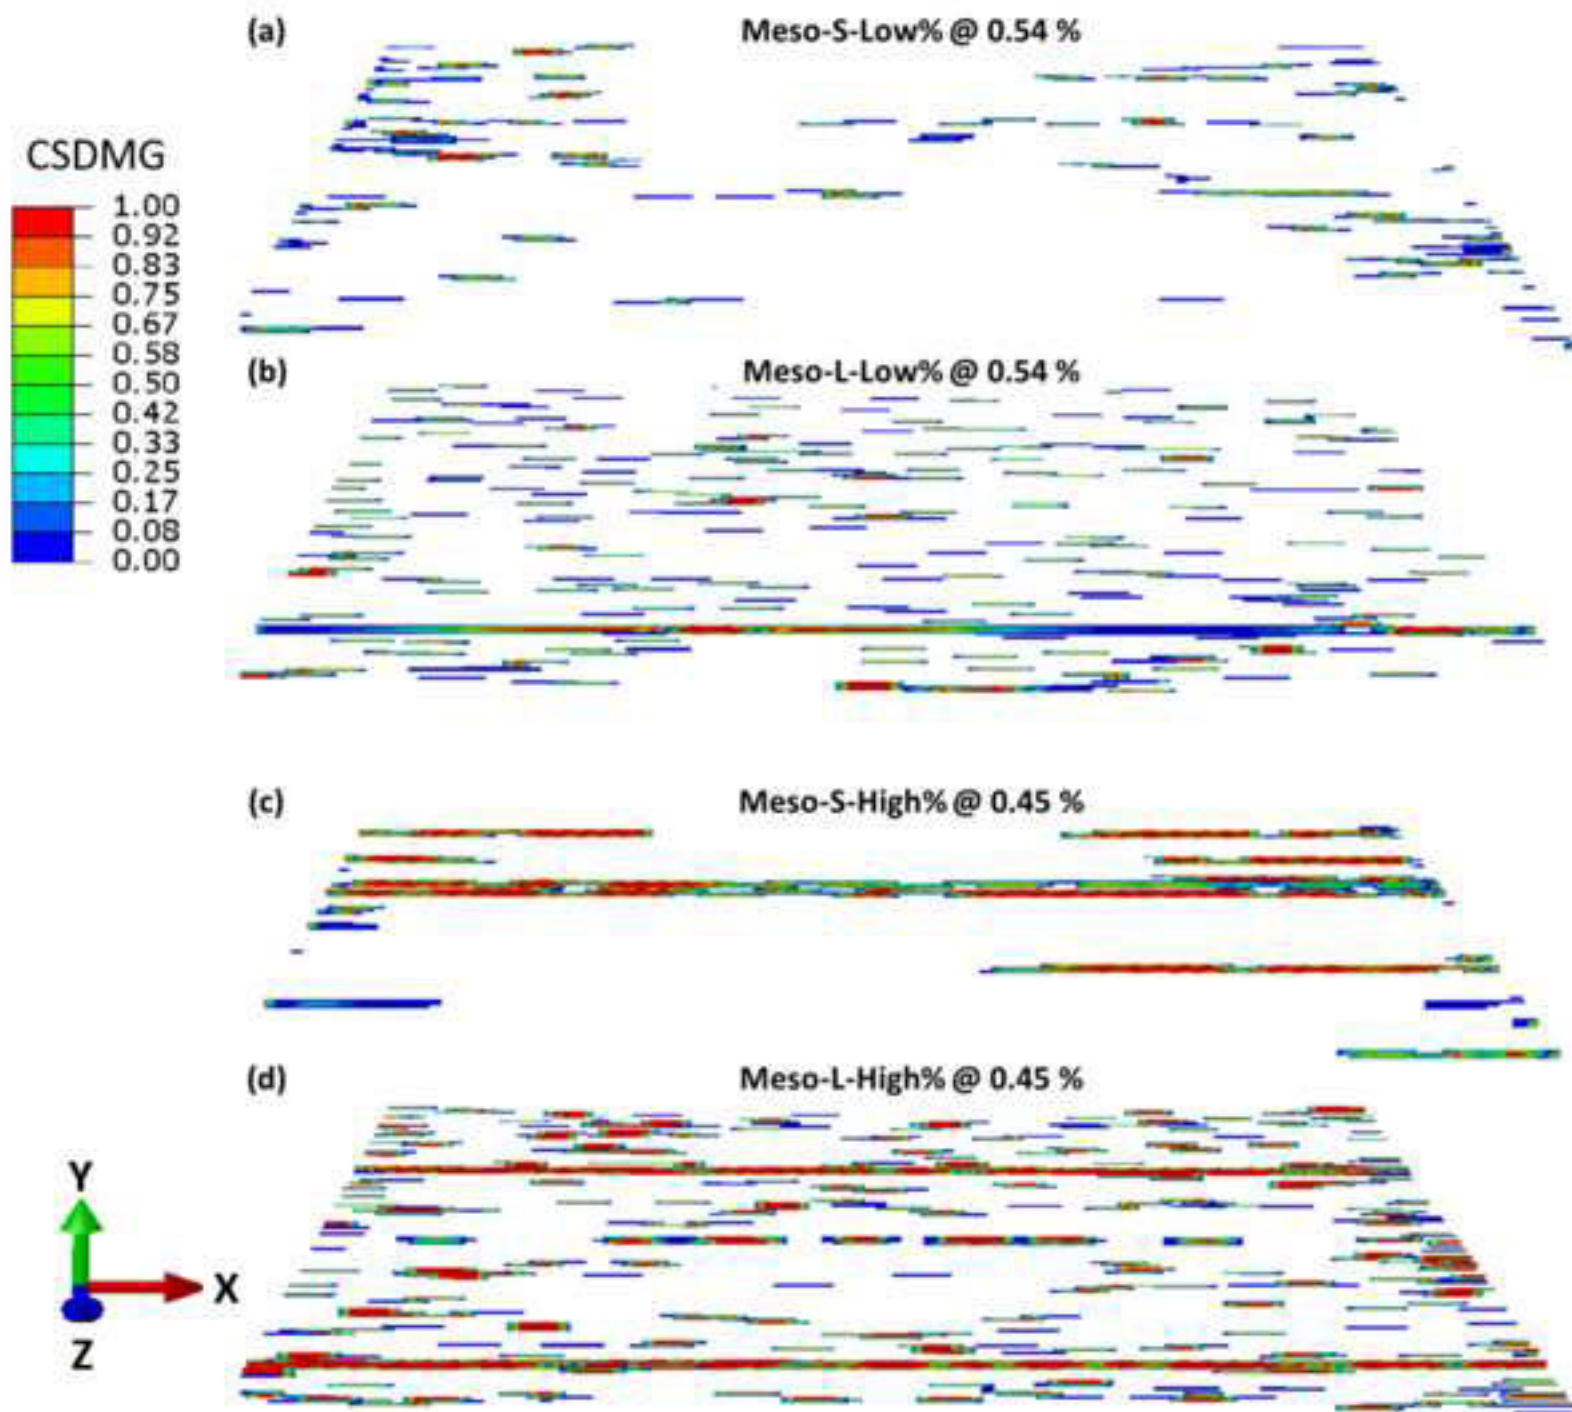 (a)
Meso-S-Low% @ 0.54 %
CSDMG
1.00
0.92
0.83
0.75
0.67
0.58
0.50
0.42
0.33
0.25
0.17
0.08
0.00
(b)
Meso-L-Low% @ 0.54 %
(c)
Meso-S-High% @ 0.45 %
(d)
Meso-L-High% @ 0.45 %
Y
X
Z